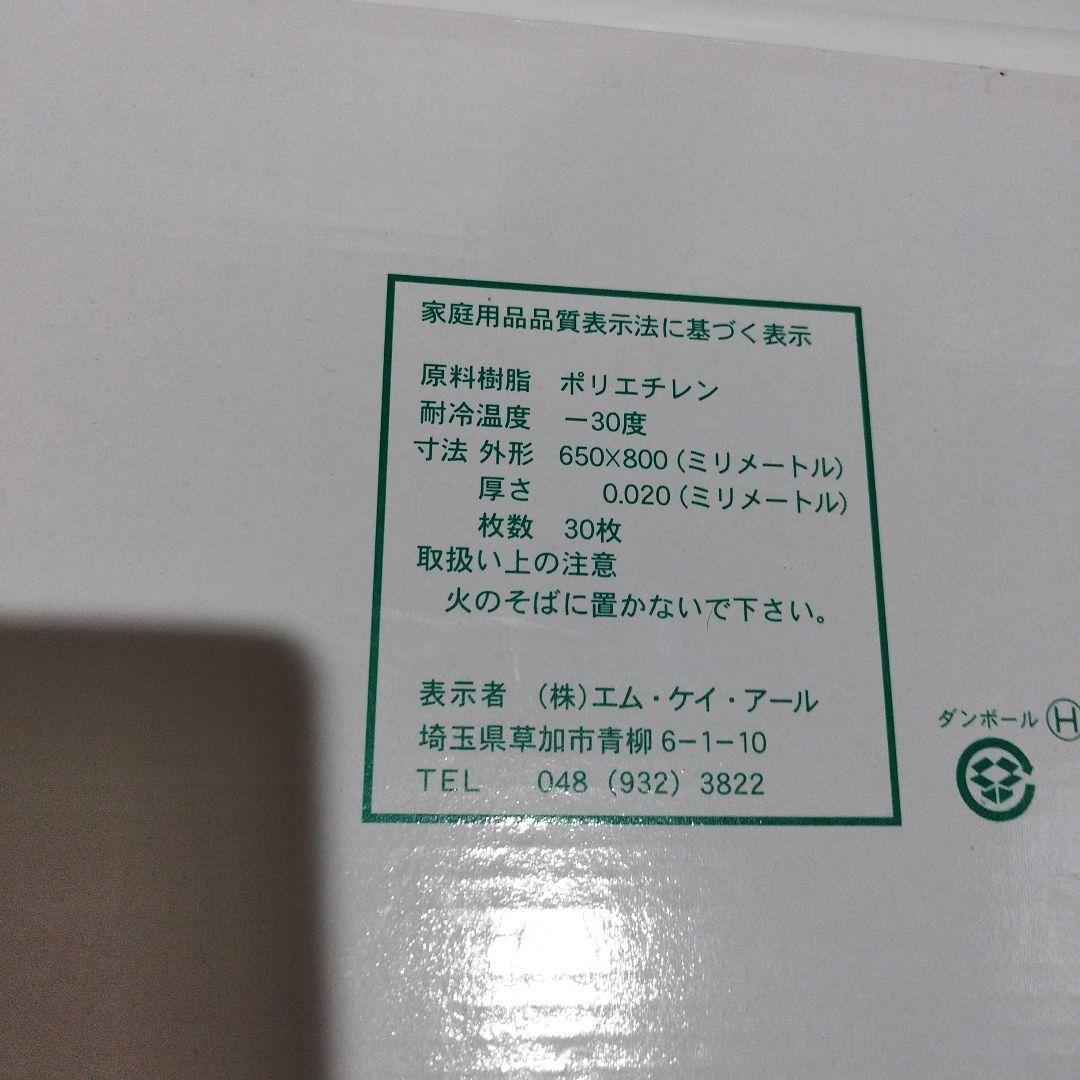 家庭用品品質表示法に基づく表示
原料樹脂 ポリエチレン
耐冷温度 －30度
寸法 外形 650×800 (ミリメートル)
厚さ 0.020 (ミリメートル)
枚数 30枚
取扱い上の注意
火のそばに置かないで下さい。
表示者 (株)エム・ケイ・アール
埼玉県草加市青柳6-1-10
TEL 048 (932) 3822
ダンボール Ⓗ